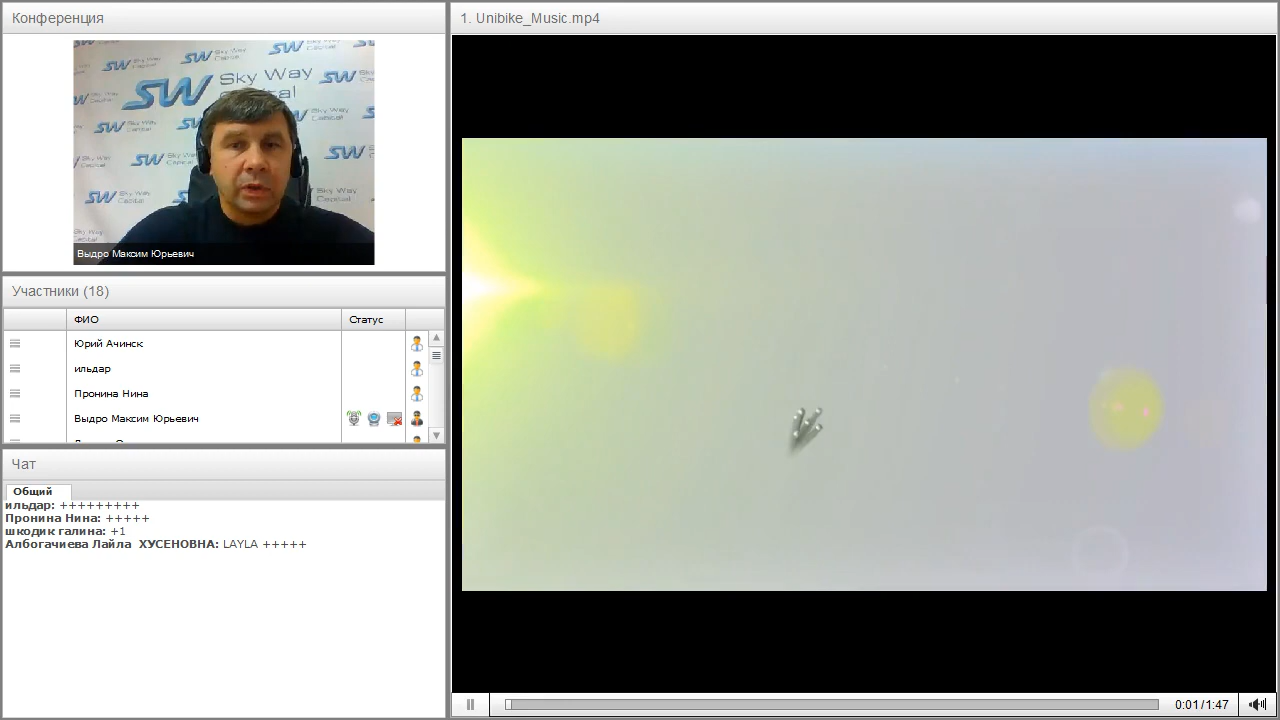 Конференция
SW Sky Way Capital
Выдро Максим Юрьевич
Участники (18)
ФИО Статус
Юрий Ачинск
ильдар
Пронина Нина
Выдро Максим Юрьевич
Чат
Общий
ильдар: +++++++++
Пронина Нина: +++++
шкодик галина: +1
Албогачиева Лайла ХУСЕНОВНА: LAYLA +++++
1. Unibike_Music.mp4
0:01/1:47